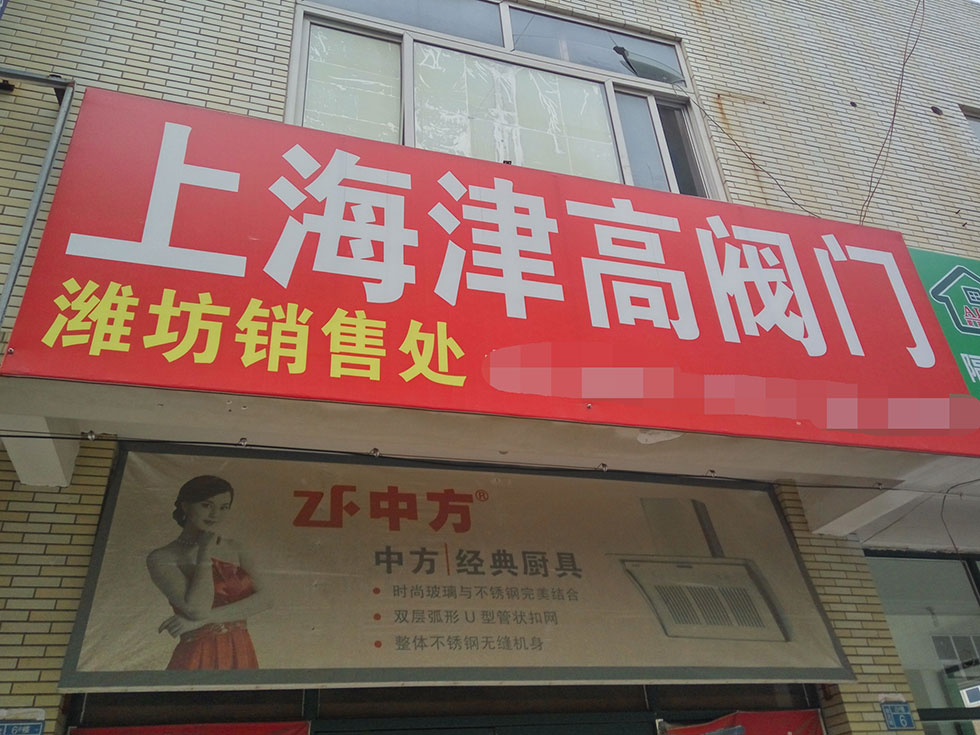 上海津高阀门
潍坊销售处
ZF中方®
中方|经典厨具
• 时尚玻璃与不锈钢完美结合
• 双层弧形U型管状扣网
• 整体不锈钢无缝机身
6